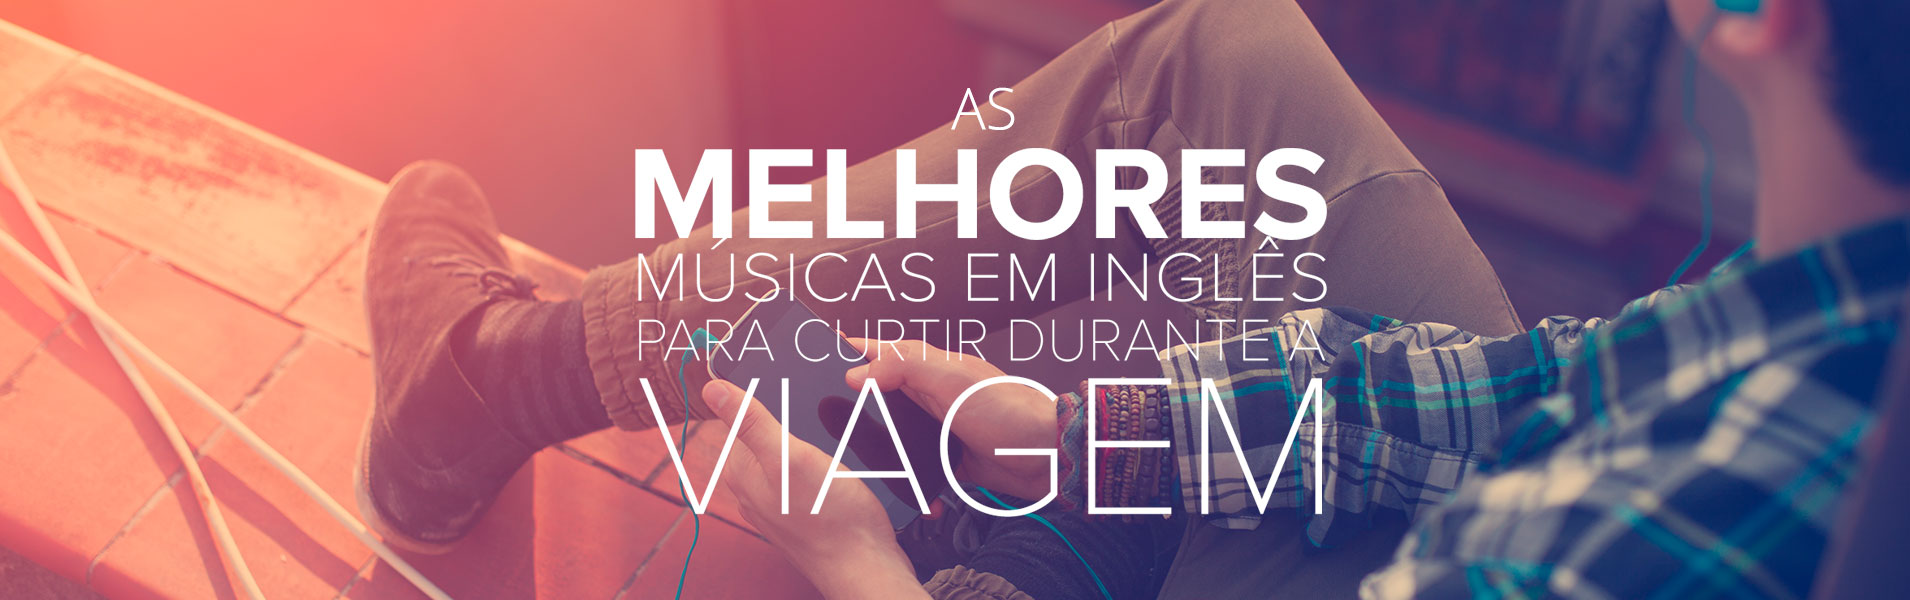 AS
MELHORES
MÚSICAS EM INGLÊS
PARA CURTIR DURANTE A
VIAGEM